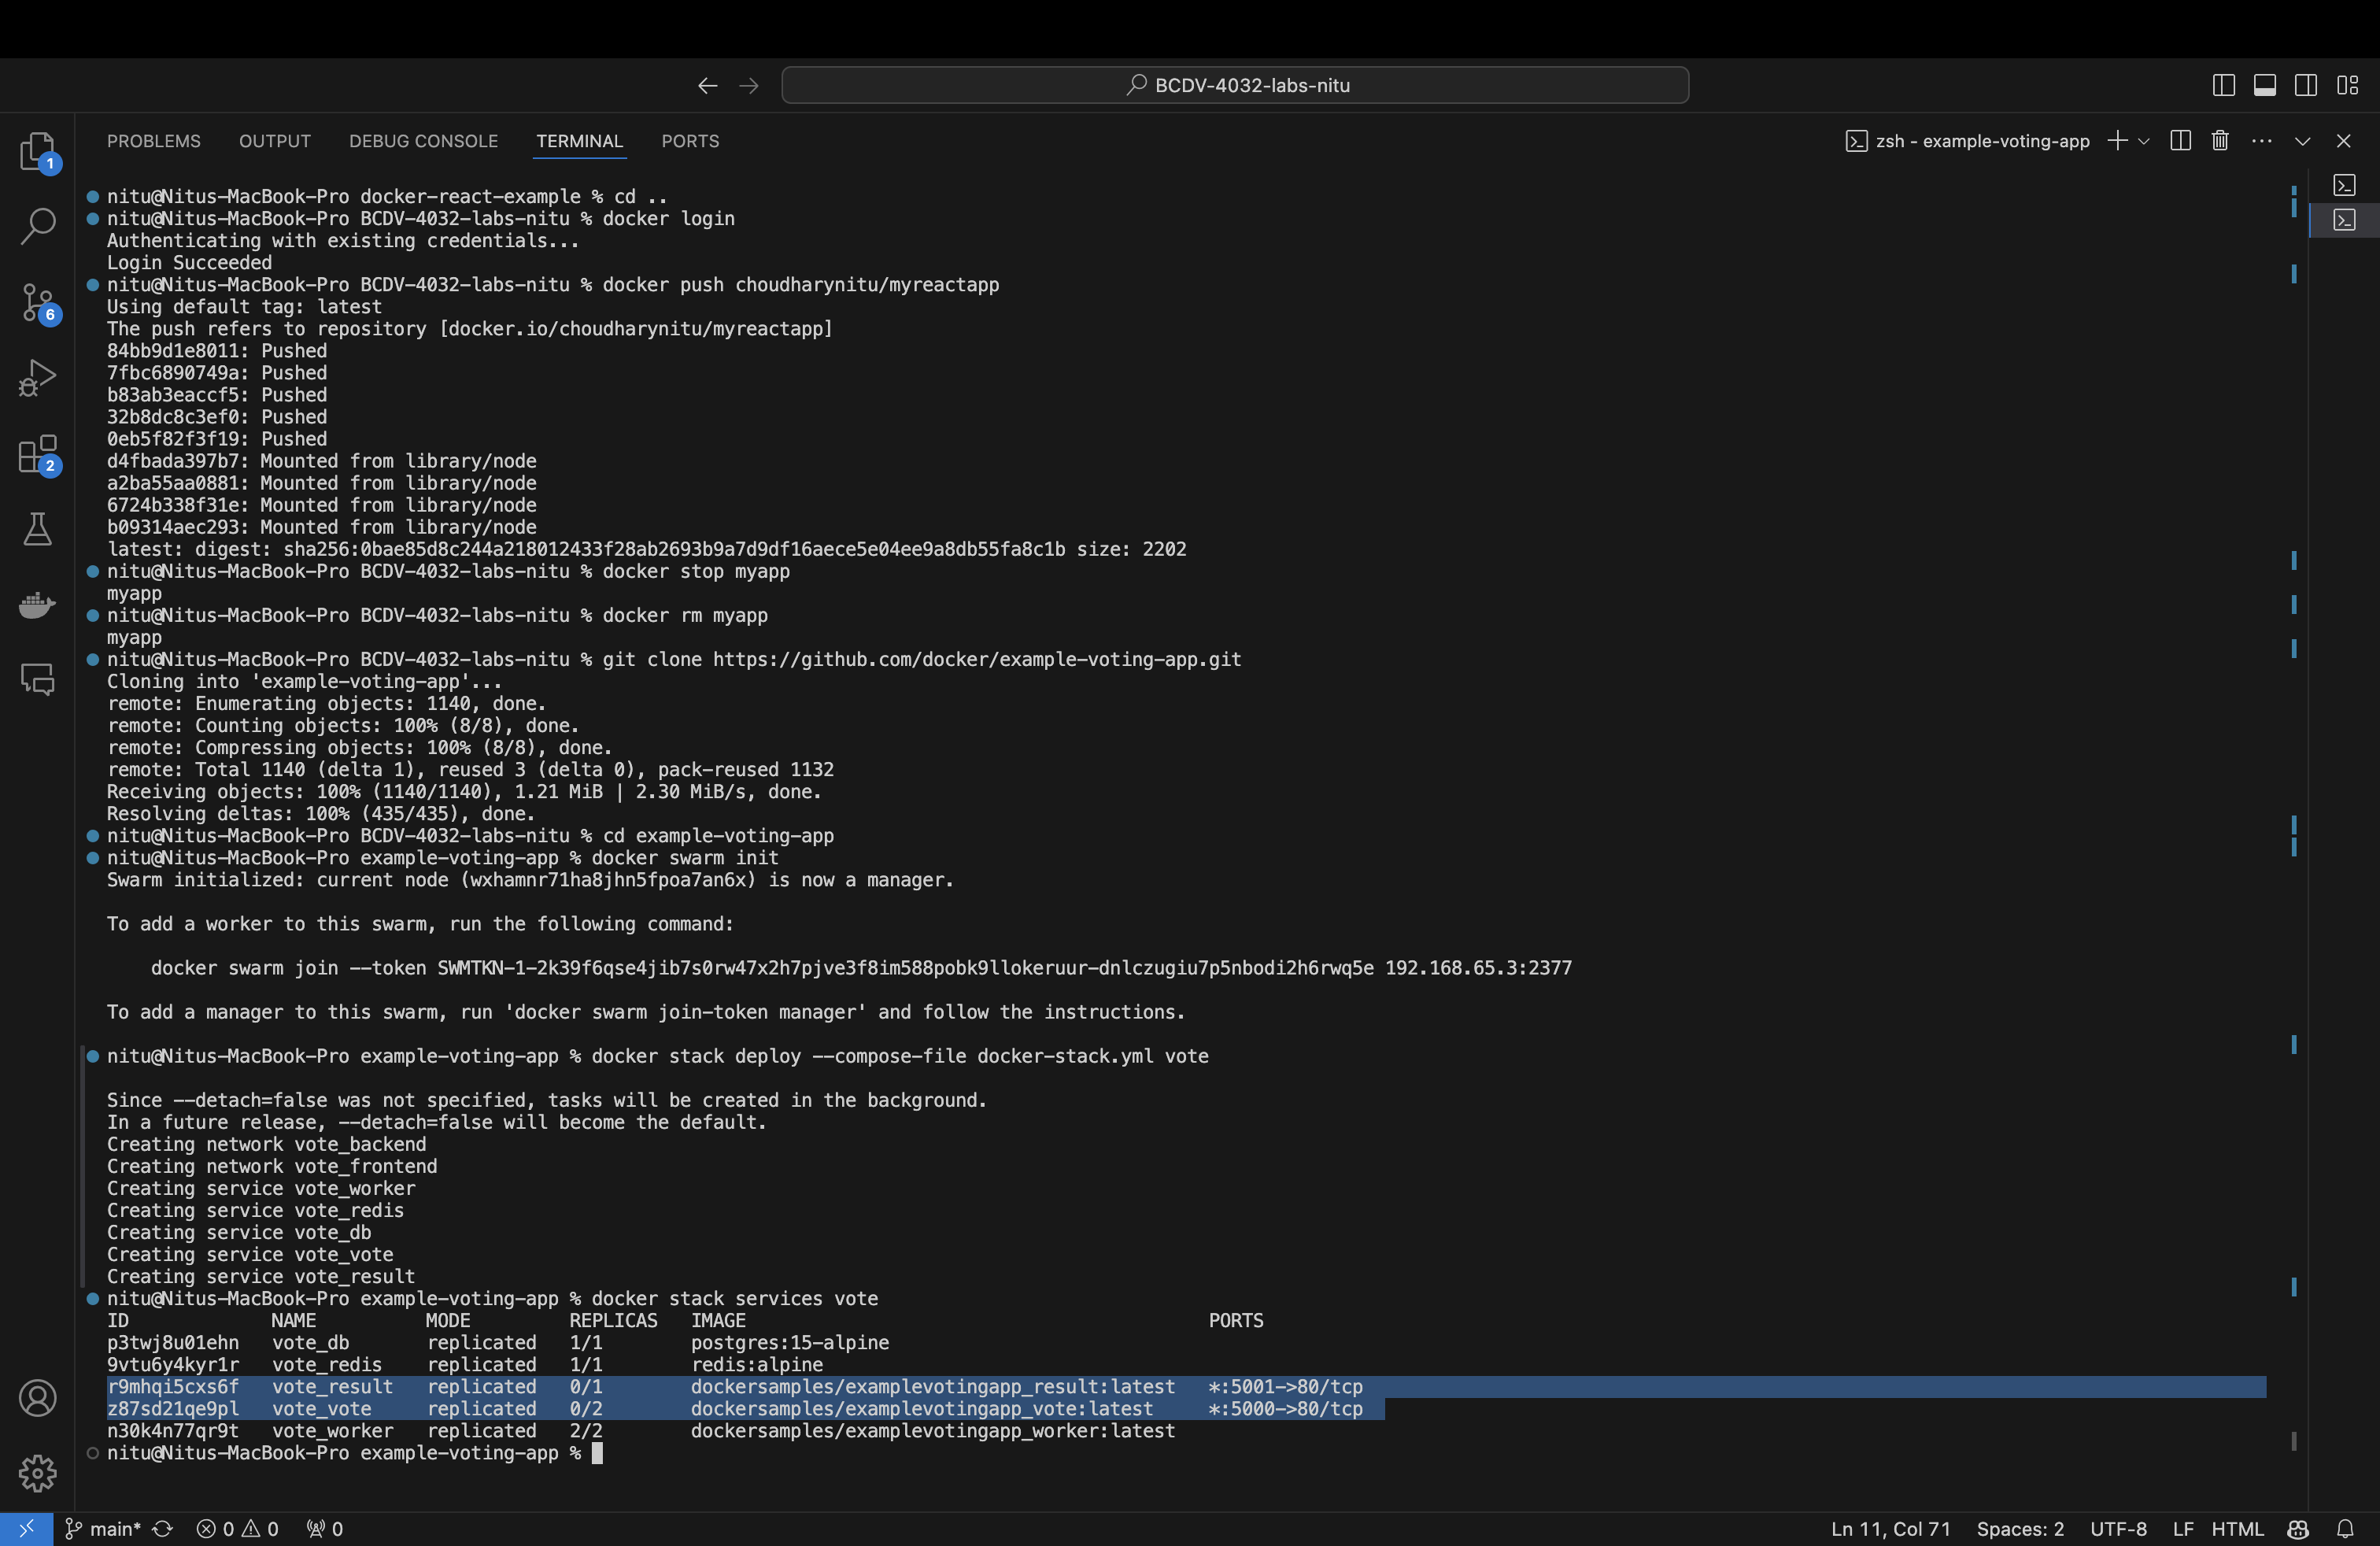 BCDV-4032-labs-nitu
PROBLEMS OUTPUT DEBUG CONSOLE TERMINAL PORTS
zsh - example-voting-app
1
6
2
nitu@Nitus-MacBook-Pro docker-react-example % cd ..
nitu@Nitus-MacBook-Pro BCDV-4032-labs-nitu % docker login
Authenticating with existing credentials...
Login Succeeded
nitu@Nitus-MacBook-Pro BCDV-4032-labs-nitu % docker push choudharynitu/myreactapp
Using default tag: latest
The push refers to repository [docker.io/choudharynitu/myreactapp]
84bb9d1e8011: Pushed
7fbc6890749a: Pushed
b83ab3eaccf5: Pushed
32b8dc8c3ef0: Pushed
0eb5f82f3f19: Pushed
d4fbada397b7: Mounted from library/node
a2ba55aa0881: Mounted from library/node
6724b338f31e: Mounted from library/node
b09314aec293: Mounted from library/node
latest: digest: sha256:0bae85d8c244a218012433f28ab2693b9a7d9df16aece5e04ee9a8db55fa8c1b size: 2202
nitu@Nitus-MacBook-Pro BCDV-4032-labs-nitu % docker stop myapp
myapp
nitu@Nitus-MacBook-Pro BCDV-4032-labs-nitu % docker rm myapp
myapp
nitu@Nitus-MacBook-Pro BCDV-4032-labs-nitu % git clone https://github.com/docker/example-voting-app.git
Cloning into 'example-voting-app'...
remote: Enumerating objects: 1140, done.
remote: Counting objects: 100% (8/8), done.
remote: Compressing objects: 100% (8/8), done.
remote: Total 1140 (delta 1), reused 3 (delta 0), pack-reused 1132
Receiving objects: 100% (1140/1140), 1.21 MiB | 2.30 MiB/s, done.
Resolving deltas: 100% (435/435), done.
nitu@Nitus-MacBook-Pro BCDV-4032-labs-nitu % cd example-voting-app
nitu@Nitus-MacBook-Pro example-voting-app % docker swarm init
Swarm initialized: current node (wxhamnr71ha8jhn5fpoa7an6x) is now a manager.
To add a worker to this swarm, run the following command:
docker swarm join --token SWMTKN-1-2k39f6qse4jib7s0rw47x2h7pjve3f8im588pobk9llokeruur-dnlczugiu7p5nbodi2h6rwq5e 192.168.65.3:2377
To add a manager to this swarm, run 'docker swarm join-token manager' and follow the instructions.
nitu@Nitus-MacBook-Pro example-voting-app % docker stack deploy --compose-file docker-stack.yml vote
Since --detach=false was not specified, tasks will be created in the background.
In a future release, --detach=false will become the default.
Creating network vote_backend
Creating network vote_frontend
Creating service vote_worker
Creating service vote_redis
Creating service vote_db
Creating service vote_vote
Creating service vote_result
nitu@Nitus-MacBook-Pro example-voting-app % docker stack services vote
ID NAME MODE REPLICAS IMAGE PORTS
p3twj8u01ehn vote_db replicated 1/1 postgres:15-alpine
9vtu6y4kyr1r vote_redis replicated 1/1 redis:alpine
r9mhqi5cxs6f vote_result replicated 0/1 dockersamples/examplevotingapp_result:latest *:5001->80/tcp
z87sd21qe9pl vote_vote replicated 0/2 dockersamples/examplevotingapp_vote:latest *:5000->80/tcp
n30k4n77qr9t vote_worker replicated 2/2 dockersamples/examplevotingapp_worker:latest
nitu@Nitus-MacBook-Pro example-voting-app %
main* 0 0 0 Ln 11, Col 71 Spaces: 2 UTF-8 LF HTML